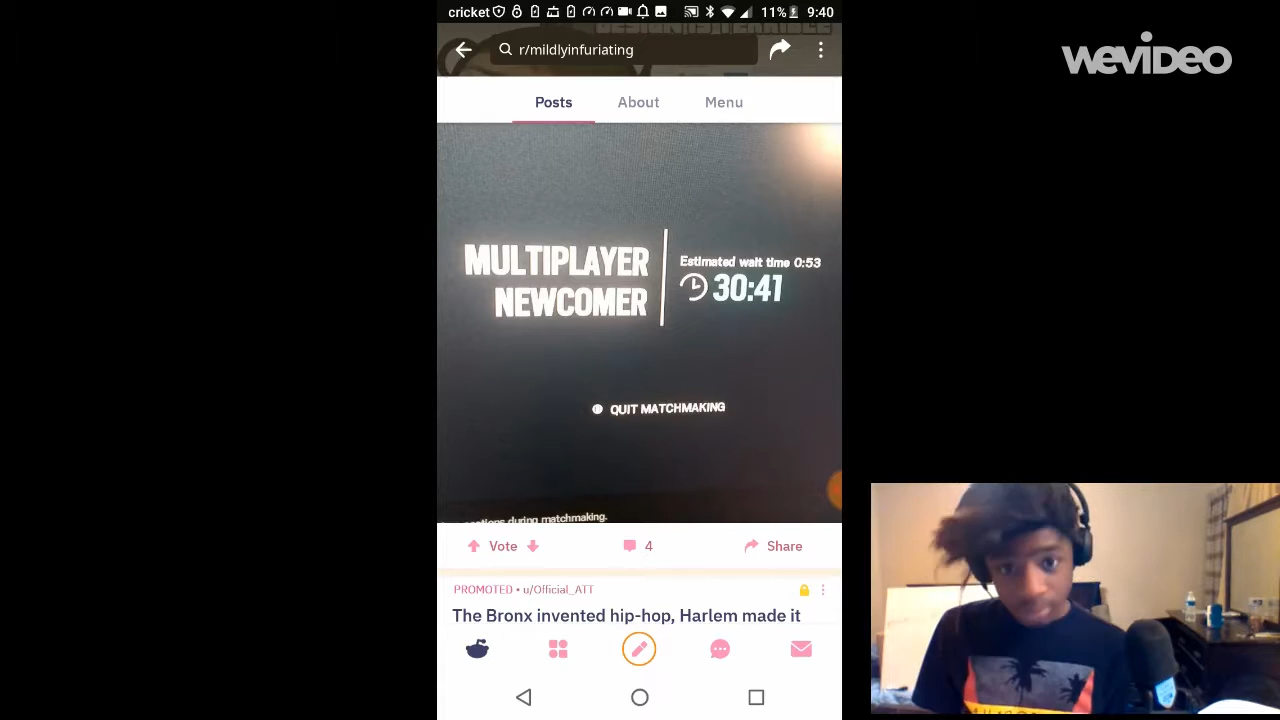 cricket 11% 9:40
r/mildlyinfuriating
WEVIDEO
Posts About Menu
MULTIPLAYER
NEWCOMER
Estimated wait time 0:53
30:41
QUIT MATCHMAKING
during matchmaking.
Vote 4 Share
PROMOTED • u/Official_ATT
The Bronx invented hip-hop, Harlem made it